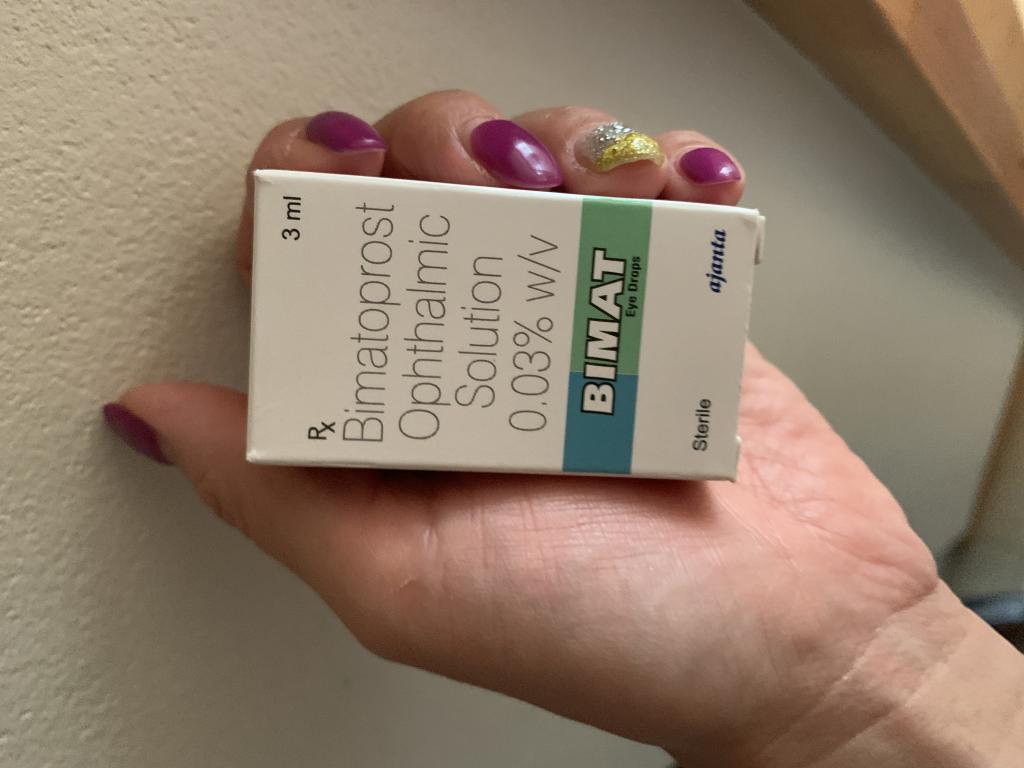 3 ml
Rx
Bimatoprost
Ophthalmic
Solution
0.03% w/v
BIMAT
Eye Drops
Sterile
ajanta